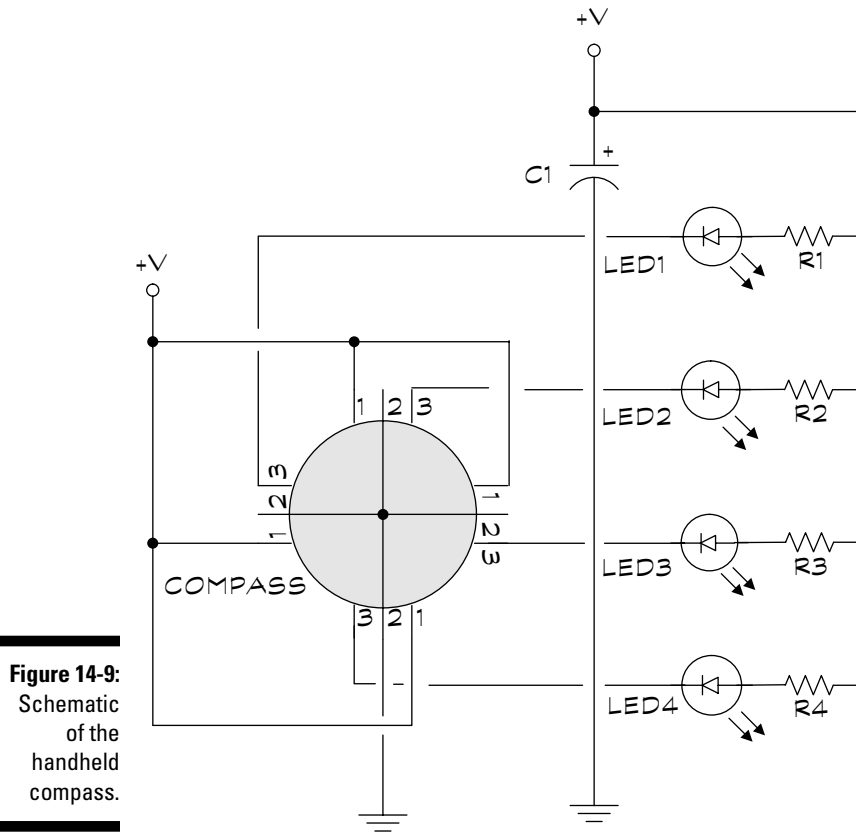 +V
+
C1
LED1
R1
+V
1 2 3
LED2
R2
3
2
1
1
2
3
COMPASS
LED3
R3
3 2 1
LED4
R4
Figure 14-9:
Schematic
of the
handheld
compass.